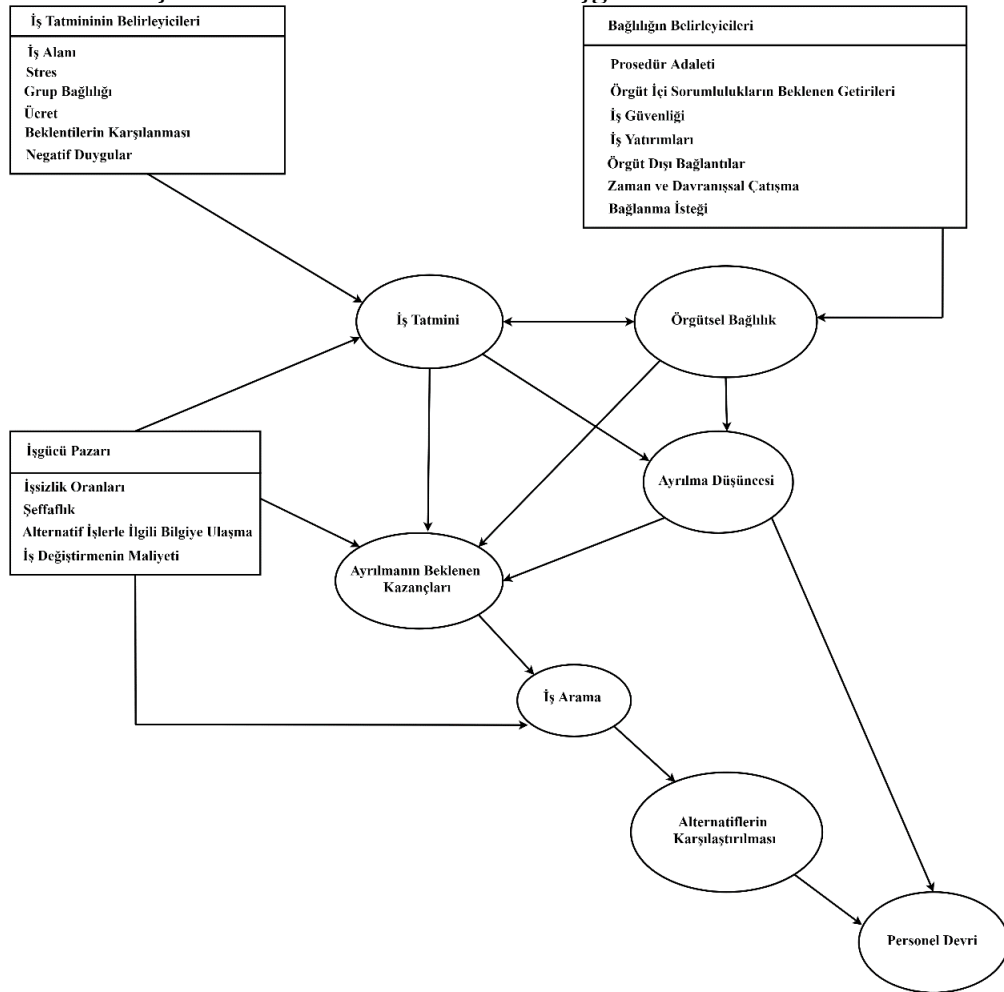 İş Tatmininin Belirleyicileri
İş Alanı
Stres
Grup Bağlılığı
Ücret
Beklentilerin Karşılanması
Negatif Duygular
Bağlılığın Belirleyicileri
Prosedür Adaleti
Örgüt İçi Sorumlulukların Beklenen Getirileri
İş Güvenliği
İş Yatırımları
Örgüt Dışı Bağlantılar
Zaman ve Davranışsal Çatışma
Bağlanma İsteği
İş Tatmini
Örgütsel Bağlılık
İşgücü Pazarı
İşsizlik Oranları
Şeffaflık
Alternatif İşlerle İlgili Bilgiye Ulaşma
İş Değiştirmenin Maliyeti
Ayrılma Düşüncesi
Ayrılmanın Beklenen
Kazançları
İş Arama
Alternatiflerin
Karşılaştırılması
Personel Devri